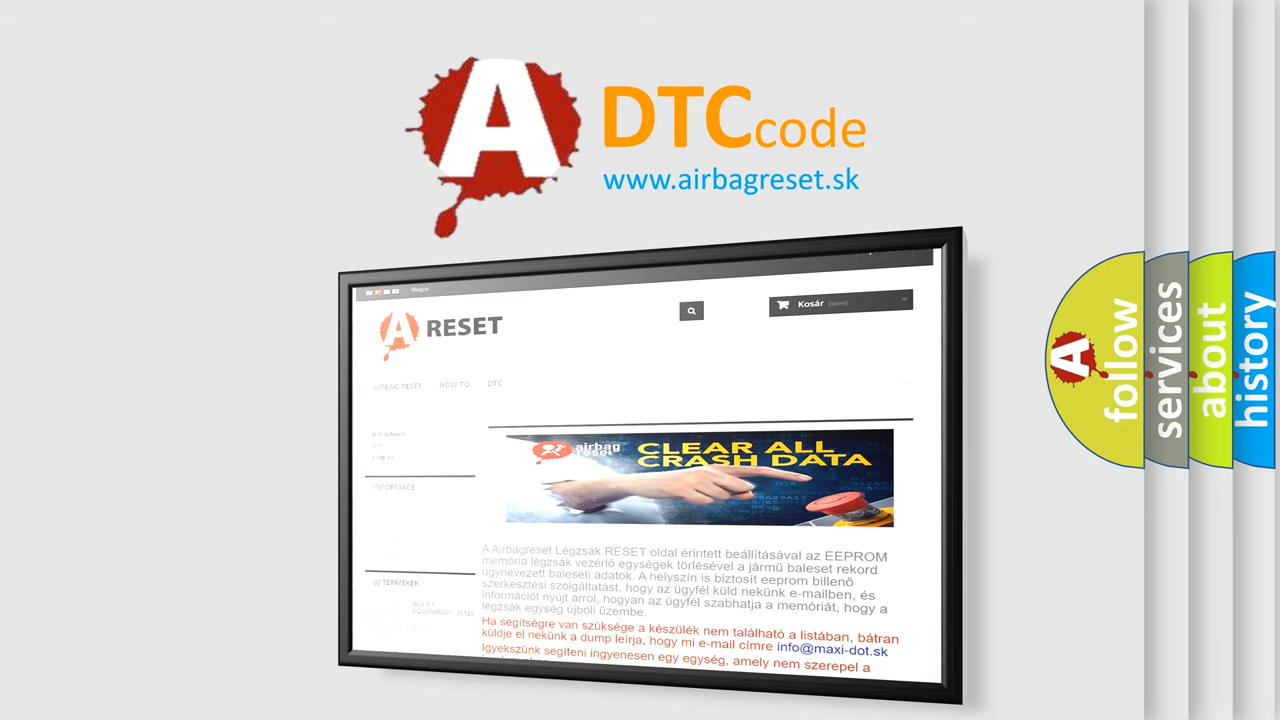 A DTC code
www.airbagreset.sk
Magyar
Kosár (üres)
A RESET
AIRBAG RESET HOW TO DTC
airbag reset CLEAR ALL
CRASH DATA
INFORMACE
A Airbagreset Légzsák RESET oldal érintett beállításával az EEPROM
memória légzsák vezérlő egységek törlésével a jármű baleset rekord
úgynevezett baleseti adatok. A helyszín is biztosít eeprom billenő
szerkesztési szolgáltatást, hogy az ügyfél küld nekünk e-mailben, és
információt nyújt arról, hogyan az ügyfél szabhatja a memóriát, hogy a
légzsák egység újbóli üzembe.
ÚJ TERMÉKEK
Ha segítségre van szüksége a készülék nem található a listában, bátran
küldje el nekünk a dump leírja, hogy mi e-mail címre info@maxi-dot.sk
Igyekszünk segíteni ingyenesen egy egység, amely nem szerepel a
A follow
services
about
history